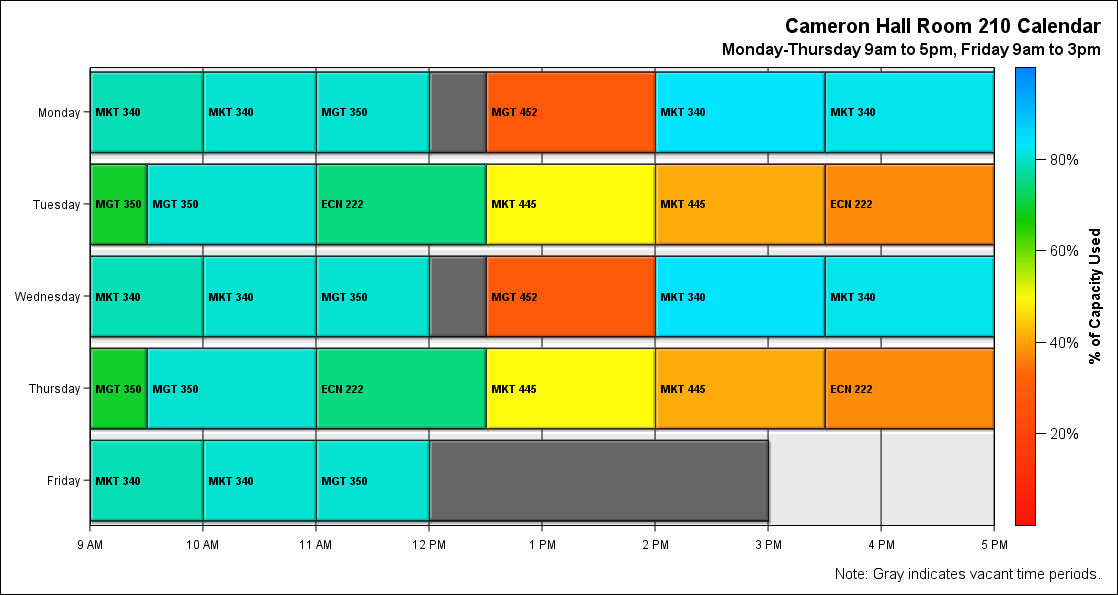 Cameron Hall Room 210 Calendar
Monday-Thursday 9am to 5pm, Friday 9am to 3pm
Monday MKT 340 MKT 340 MGT 350 MGT 452 MKT 340 MKT 340
80%
Tuesday MGT 350 MGT 350 ECN 222 MKT 445 MKT 445 ECN 222
60%
Wednesday MKT 340 MKT 340 MGT 350 MGT 452 MKT 340 MKT 340
% of Capacity Used
40%
Thursday MGT 350 MGT 350 ECN 222 MKT 445 MKT 445 ECN 222
20%
Friday MKT 340 MKT 340 MGT 350
9 AM 10 AM 11 AM 12 PM 1 PM 2 PM 3 PM 4 PM 5 PM
Note: Gray indicates vacant time periods.